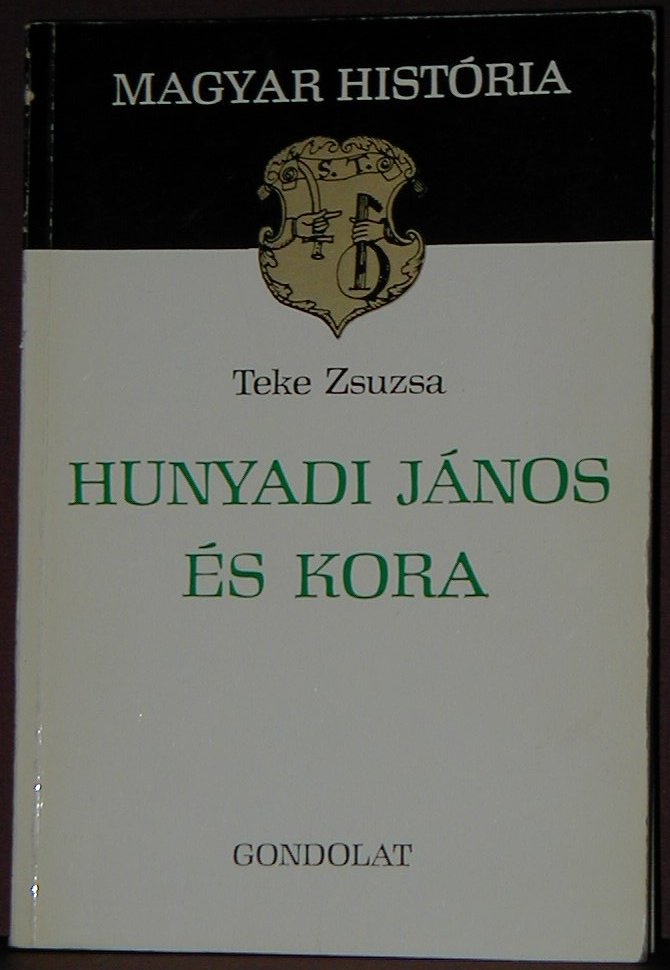 MAGYAR HISTÓRIA
S. T.
Teke Zsuzsa
HUNYADI JÁNOS
ÉS KORA
GONDOLAT